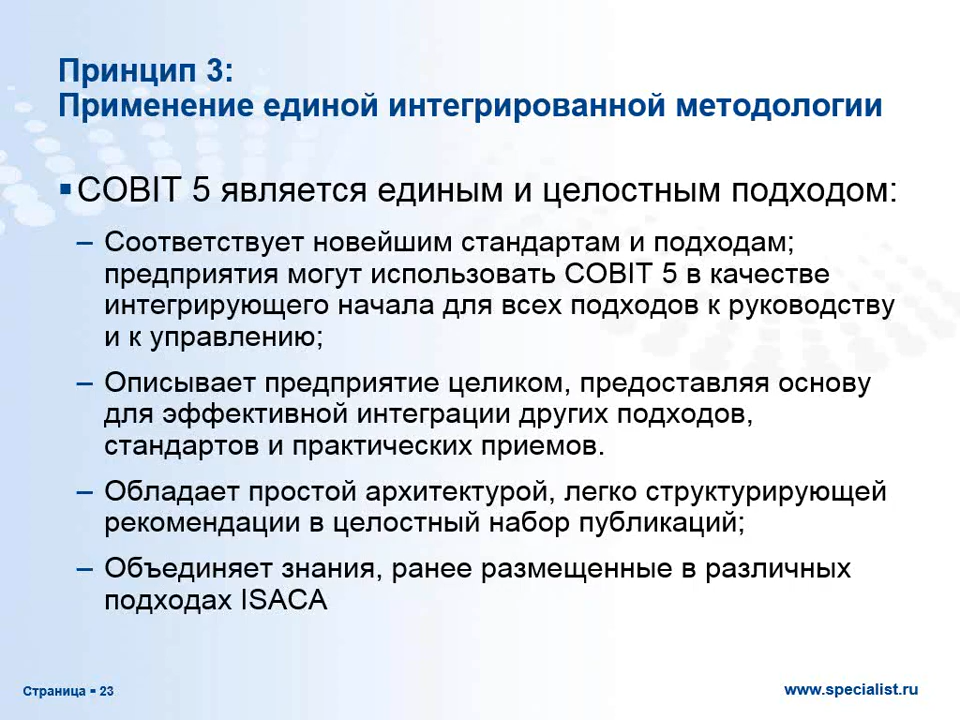 Принцип 3:
Применение единой интегрированной методологии
▪ COBIT 5 является единым и целостным подходом:
– Соответствует новейшим стандартам и подходам;
предприятия могут использовать COBIT 5 в качестве
интегрирующего начала для всех подходов к руководству
и к управлению;
– Описывает предприятие целиком, предоставляя основу
для эффективной интеграции других подходов,
стандартов и практических приемов.
– Обладает простой архитектурой, легко структурирующей
рекомендации в целостный набор публикаций;
– Объединяет знания, ранее размещенные в различных
подходах ISACA
Страница ▪ 23
www.specialist.ru